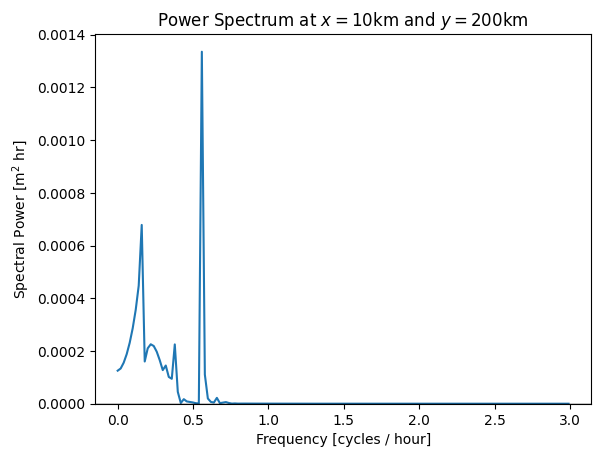 Power Spectrum at x = 10km and y = 200km
0.0014
0.0012
0.0010
0.0008
0.0006
0.0004
0.0002
0.0000
Spectral Power [m² hr]
0.0 0.5 1.0 1.5 2.0 2.5 3.0
Frequency [cycles / hour]